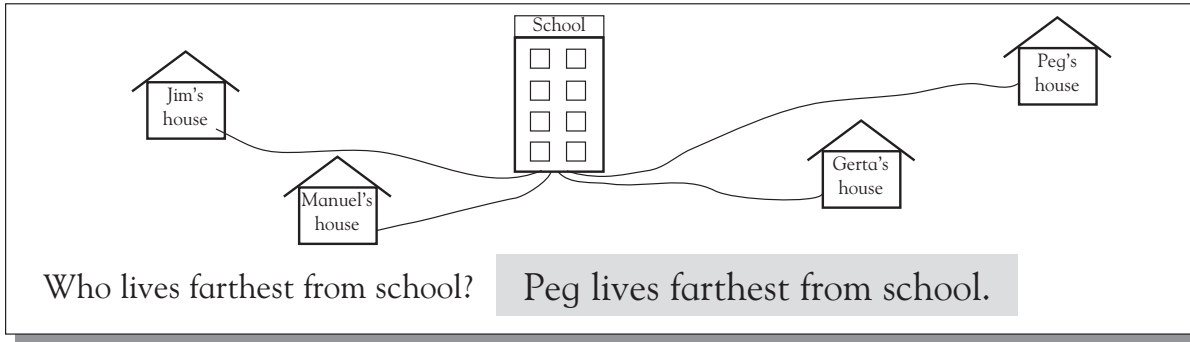 School
Peg's
house
Jim's
house
Gerta's
house
Manuel's
house
Who lives farthest from school? Peg lives farthest from school.